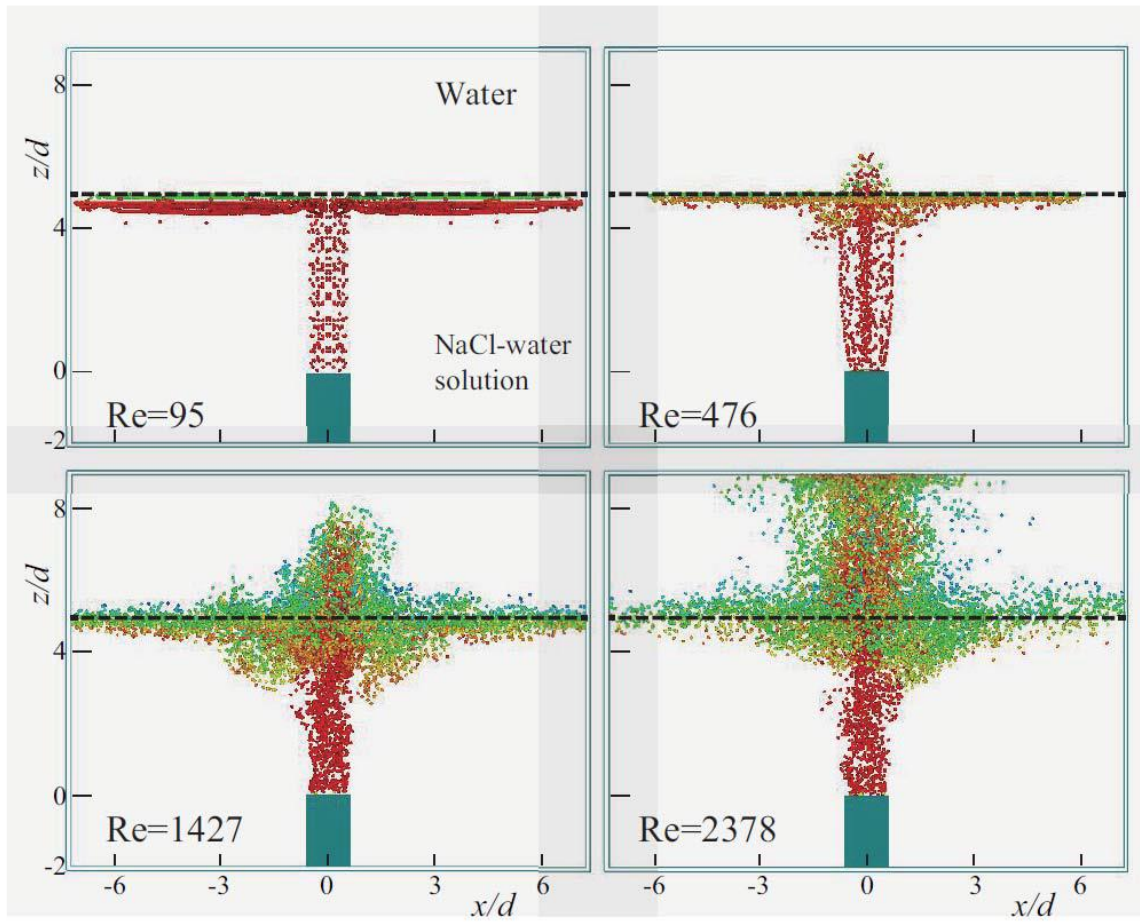 8
z/d
4
0
-2
Water
NaCl-water
solution
Re=95
Re=476
8
z/d
4
0
-2
Re=1427
Re=2378
-6
-3
0
3
6
x/d
-6
-3
0
3
6
x/d